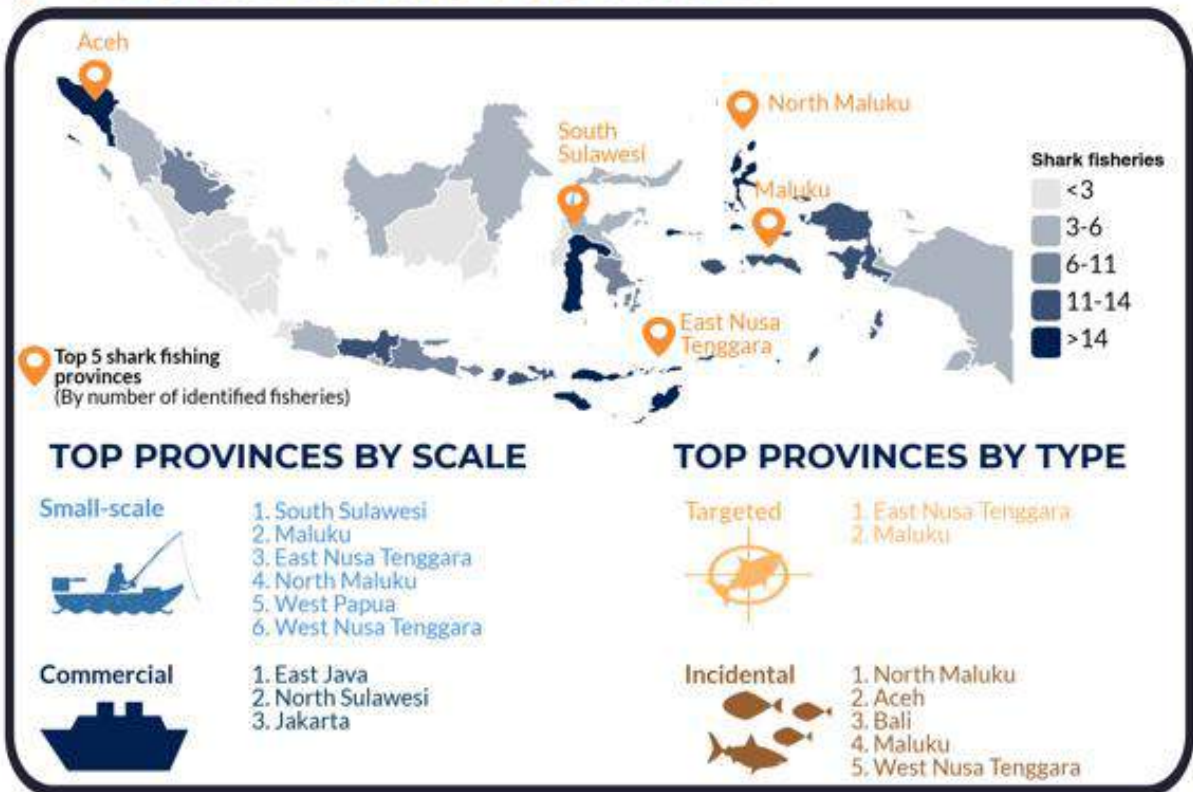 Aceh
North Maluku
South
Sulawesi
Maluku
East Nusa
Tenggara
Shark fisheries
<3
3-6
6-11
11-14
>14
Top 5 shark fishing
provinces
(By number of identified fisheries)
TOP PROVINCES BY SCALE
Small-scale
1. South Sulawesi
2. Maluku
3. East Nusa Tenggara
4. North Maluku
5. West Papua
6. West Nusa Tenggara
Commercial
1. East Java
2. North Sulawesi
3. Jakarta
TOP PROVINCES BY TYPE
Targeted
1. East Nusa Tenggara
2. Maluku
Incidental
1. North Maluku
2. Aceh
3. Bali
4. Maluku
5. West Nusa Tenggara